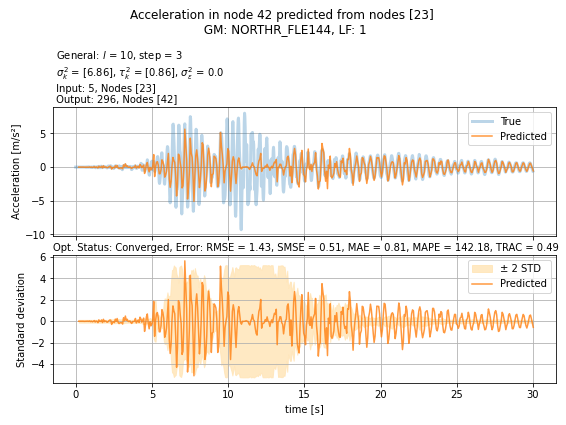 Acceleration in node 42 predicted from nodes [23]
GM: NORTHR_FLE144, LF: 1
General: l = 10, step = 3
σ²ₖ = [6.86], τ²ₖ = [0.86], σ²ε = 0.0
Input: 5, Nodes [23]
Output: 296, Nodes [42]
Acceleration [m/s²]
5
0
−5
−10
True
Predicted
Opt. Status: Converged, Error: RMSE = 1.43, SMSE = 0.51, MAE = 0.81, MAPE = 142.18, TRAC = 0.49
Standard deviation
6
4
2
0
−2
−4
± 2 STD
Predicted
0 5 10 15 20 25 30
time [s]